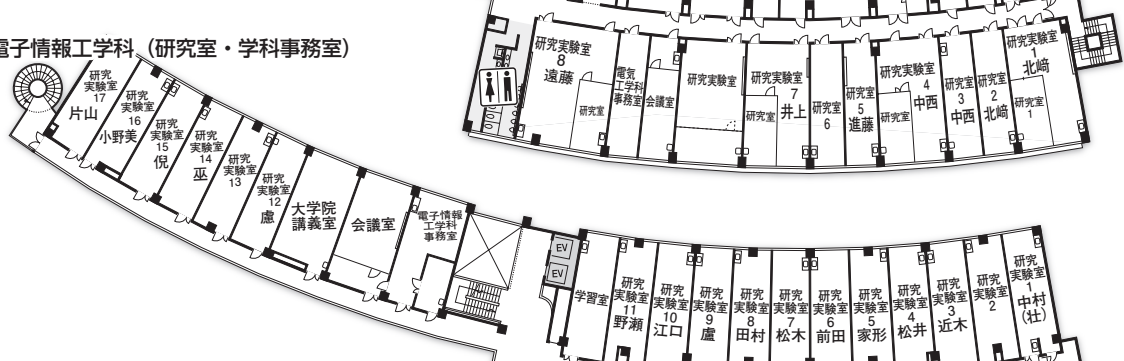 電子情報工学科（研究室・学科事務室）
研究
実験室
17
片山
研究
実験室
16
小野美
研究
実験室
15
倪
研究
実験室
14
巫
研究
実験室
13
研究
実験室
12
慮
大学院
講義室
会議室
電子情報
工学科
事務室
EV
EV
学習室
研究
実験室
11
野瀬
研究
実験室
10
江口
研究
実験室
9
盧
研究
実験室
8
田村
研究
実験室
7
松木
研究
実験室
6
前田
研究
実験室
5
家形
研究
実験室
4
松井
研究
実験室
3
近木
研究
実験室
2
研究
実験室
1
中村
（壮）
研究実験室
8
遠藤
研究室
電気
工学科
事務室
会議室
研究実験室
研究実験室
7
井上
研究室
研究室
6
研究室
5
進藤
研究実験室
4
中西
研究室
研究室
3
中西
研究室
2
北﨑
研究実験室
1
北﨑
研究室
1